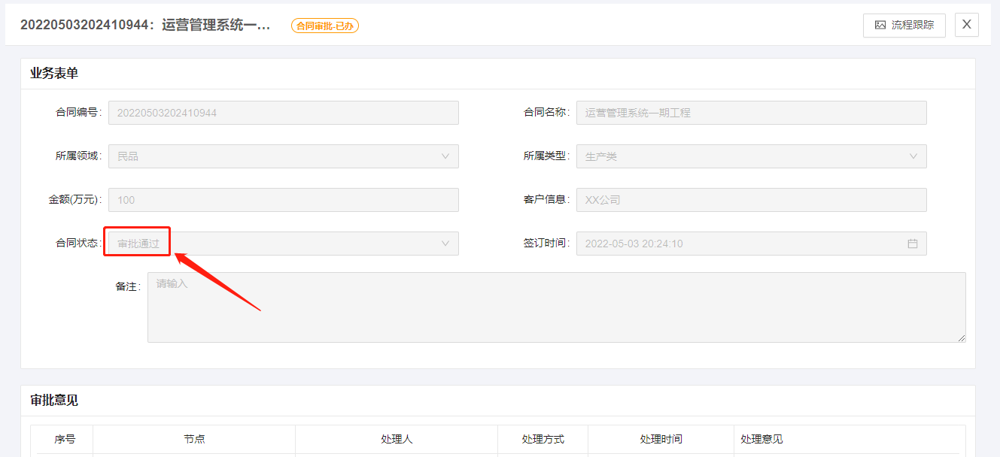 20220503202410944：运营管理系统一... 合同审批-已办 流程跟踪 X
业务表单
合同编号: 20220503202410944 合同名称: 运营管理系统一期工程
所属领域: 民品 所属类型: 生产类
金额(万元): 100 客户信息: XX公司
合同状态: 审批通过 签订时间: 2022-05-03 20:24:10
备注: 请输入
审批意见
序号 节点 处理人 处理方式 处理时间 处理意见